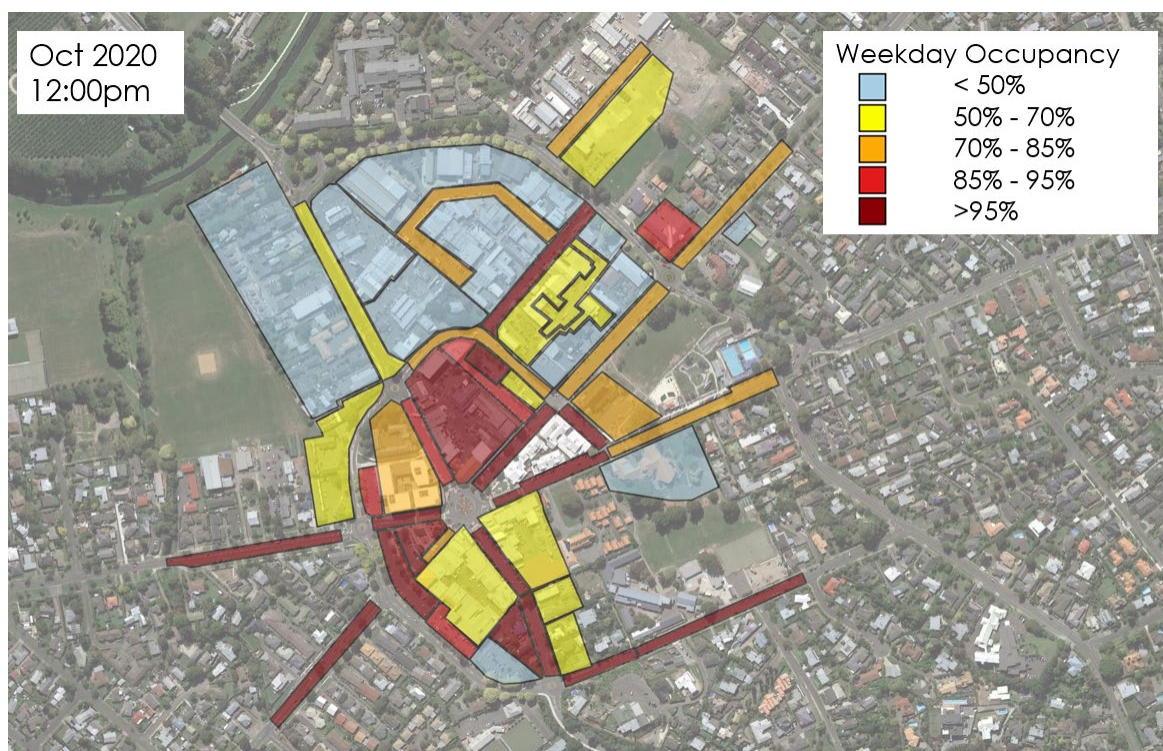 Oct 2020
12:00pm
Weekday Occupancy
< 50%
50% - 70%
70% - 85%
85% - 95%
>95%